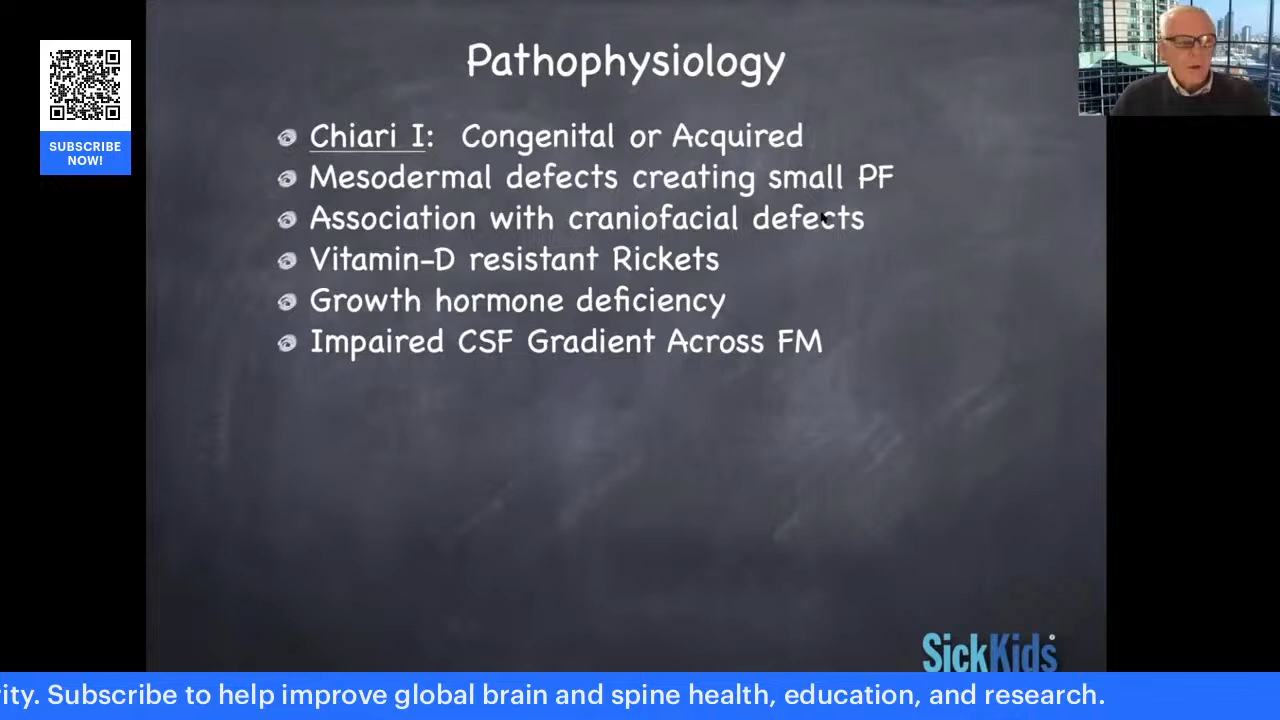 Pathophysiology
Chiari I: Congenital or Acquired
Mesodermal defects creating small PF
Association with craniofacial defects
Vitamin-D resistant Rickets
Growth hormone deficiency
Impaired CSF Gradient Across FM
SUBSCRIBE
NOW!
SickKids
ity. Subscribe to help improve global brain and spine health, education, and research.